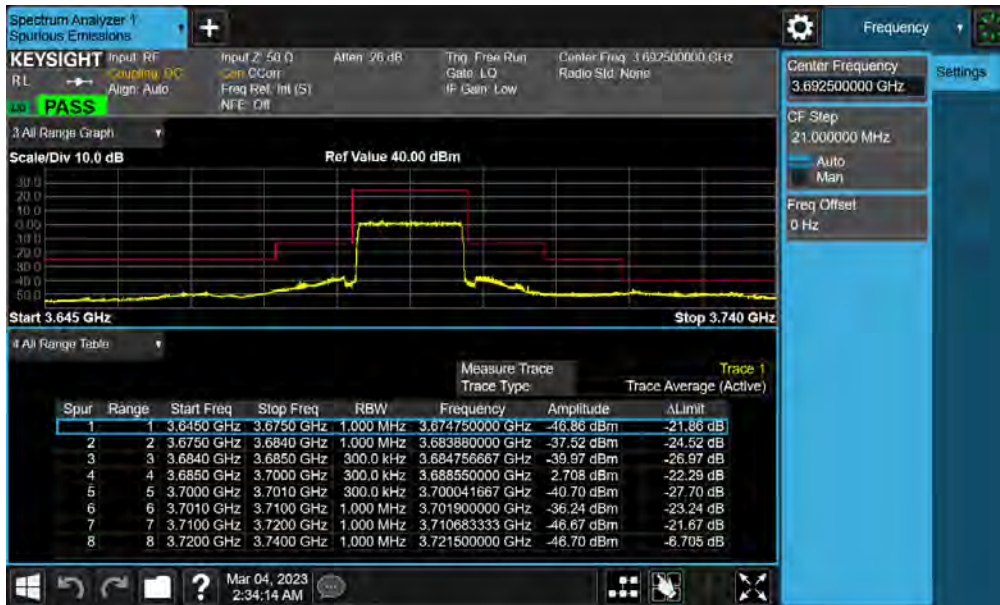 Spectrum Analyzer 1
Spurious Emissions
Frequency
KEYSIGHT Input: RF Input Z: 50 Ω Atten: 26 dB Trig: Free Run Center Freq: 3.692500000 GHz
RL Coupling: DC Corr CCorr Gate: LO Radio Std: None
Align: Auto Freq Ref: Int (S) IF Gain: Low
NFE: Off
PASS
Center Frequency
3.692500000 GHz
Settings
CF Step
21.000000 MHz
Auto
Man
Freq Offset
0 Hz
3 All Range Graph
Scale/Div 10.0 dB Ref Value 40.00 dBm
30.0
20.0
10.0
0.00
Start 3.645 GHz Stop 3.740 GHz
4 All Range Table
Measure Trace Trace 1
Trace Type Trace Average (Active)
Spur Range Start Freq Stop Freq RBW Frequency Amplitude ΔLimit
1 1 3.6450 GHz 3.6750 GHz 1.000 MHz 3.674750000 GHz -46.86 dBm -21.86 dB
2 2 3.6750 GHz 3.6840 GHz 1.000 MHz 3.683880000 GHz -37.52 dBm -24.52 dB
3 3 3.6840 GHz 3.6850 GHz 300.0 kHz 3.684756667 GHz -39.97 dBm -26.97 dB
4 4 3.6850 GHz 3.7000 GHz 300.0 kHz 3.688550000 GHz 2.708 dBm -22.29 dB
5 5 3.7000 GHz 3.7010 GHz 300.0 kHz 3.700041667 GHz -40.70 dBm -27.70 dB
6 6 3.7010 GHz 3.7100 GHz 1.000 MHz 3.701900000 GHz -36.24 dBm -23.24 dB
7 7 3.7100 GHz 3.7200 GHz 1.000 MHz 3.710683333 GHz -46.67 dBm -21.67 dB
8 8 3.7200 GHz 3.7400 GHz 1.000 MHz 3.721500000 GHz -46.70 dBm -6.705 dB
Mar 04, 2023
2:34:14 AM